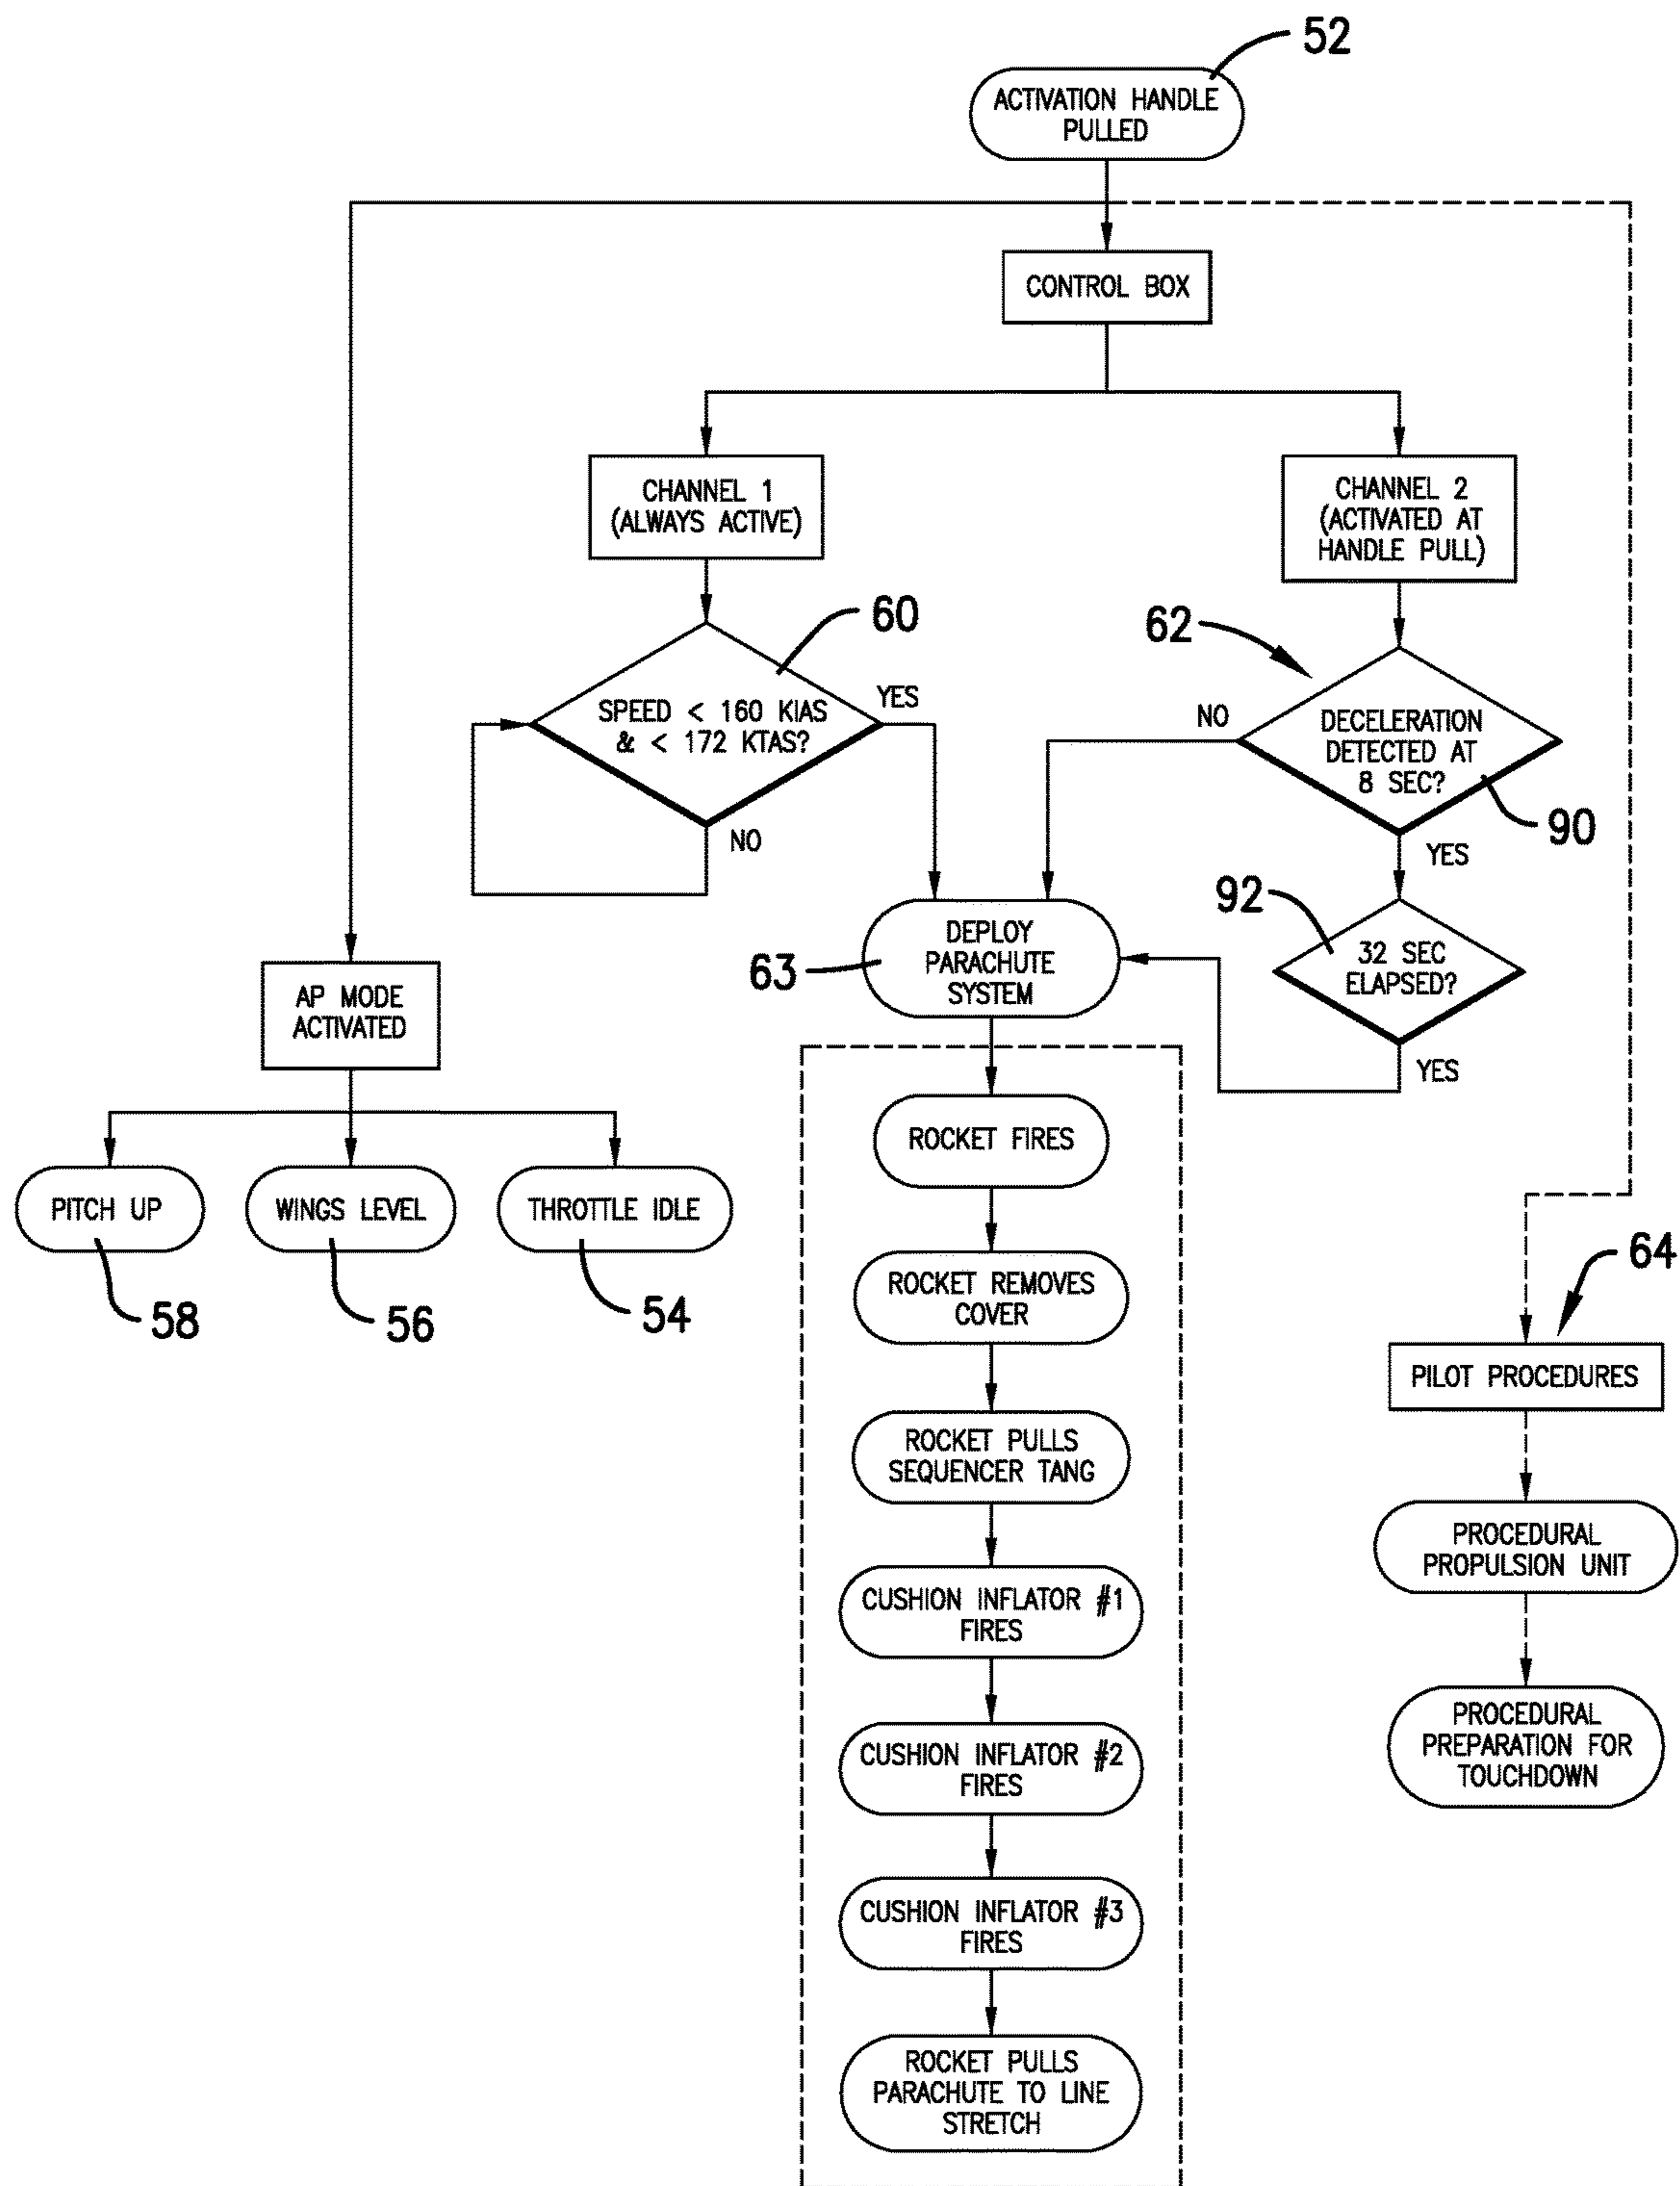 52
ACTIVATION HANDLE
PULLED
CONTROL BOX
CHANNEL 1
(ALWAYS ACTIVE)
CHANNEL 2
(ACTIVATED AT
HANDLE PULL)
60
62
SPEED < 160 KIAS
& < 172 KTAS?
YES
NO
NO
DECELERATION
DETECTED AT
8 SEC?
90
YES
92
32 SEC
ELAPSED?
YES
DEPLOY
PARACHUTE
SYSTEM
63
AP MODE
ACTIVATED
PITCH UP
WINGS LEVEL
THROTTLE IDLE
58
56
54
ROCKET FIRES
ROCKET REMOVES
COVER
ROCKET PULLS
SEQUENCER TANG
CUSHION INFLATOR #1
FIRES
CUSHION INFLATOR #2
FIRES
CUSHION INFLATOR #3
FIRES
ROCKET PULLS
PARACHUTE TO LINE
STRETCH
64
PILOT PROCEDURES
PROCEDURAL
PROPULSION UNIT
PROCEDURAL
PREPARATION FOR
TOUCHDOWN